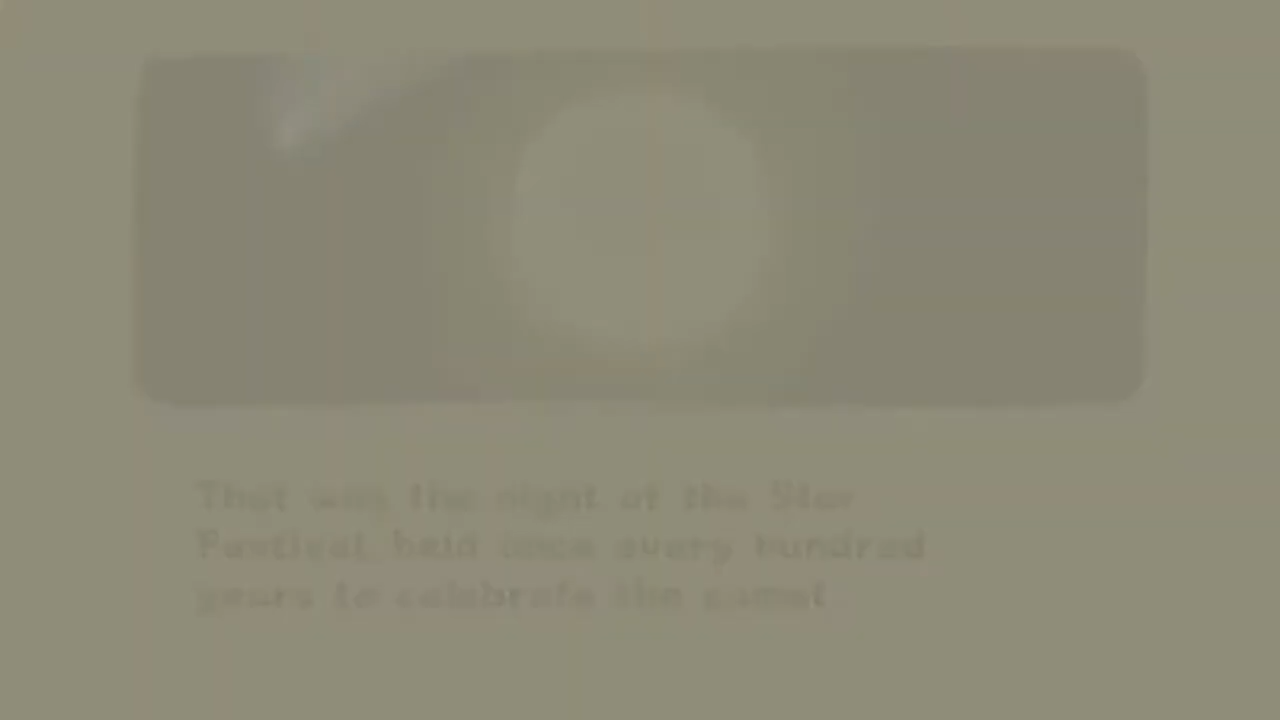 That was the night of the Star
Festival held once every hundred
years to celebrate the comet